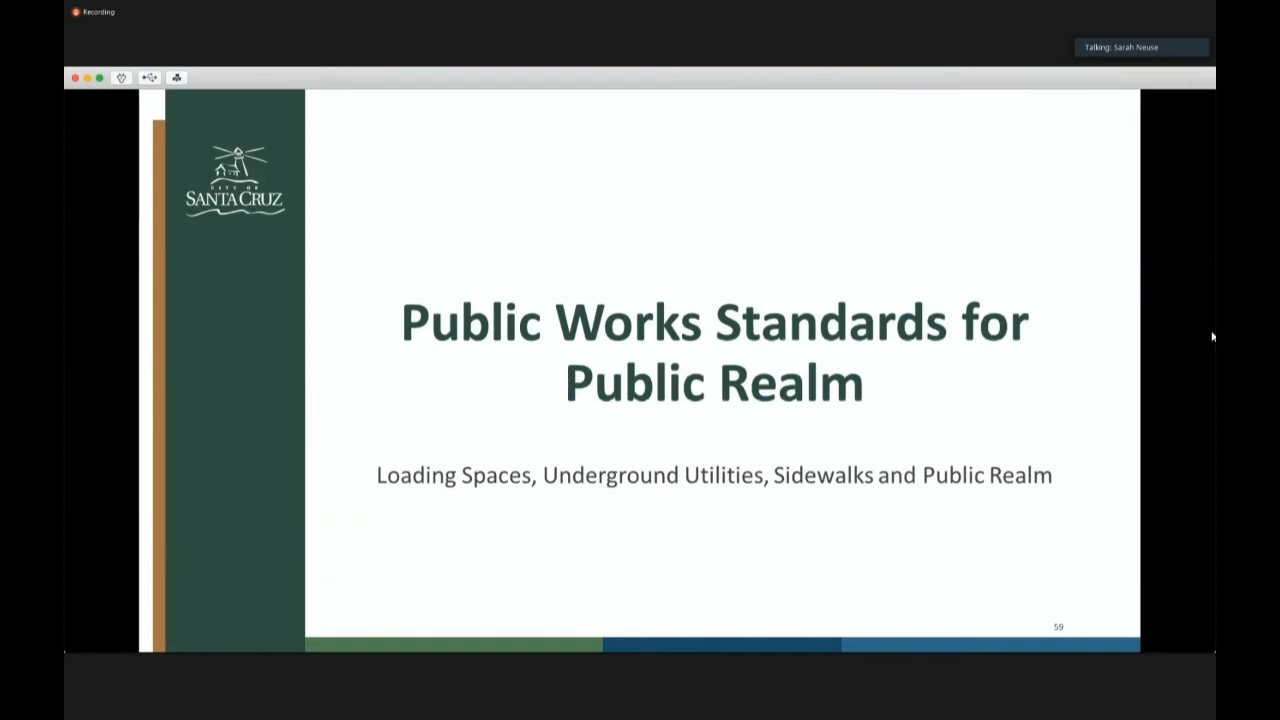 Recording
Talking: Sarah Neuse
CITY OF
SANTA CRUZ
Public Works Standards for
Public Realm
Loading Spaces, Underground Utilities, Sidewalks and Public Realm
59